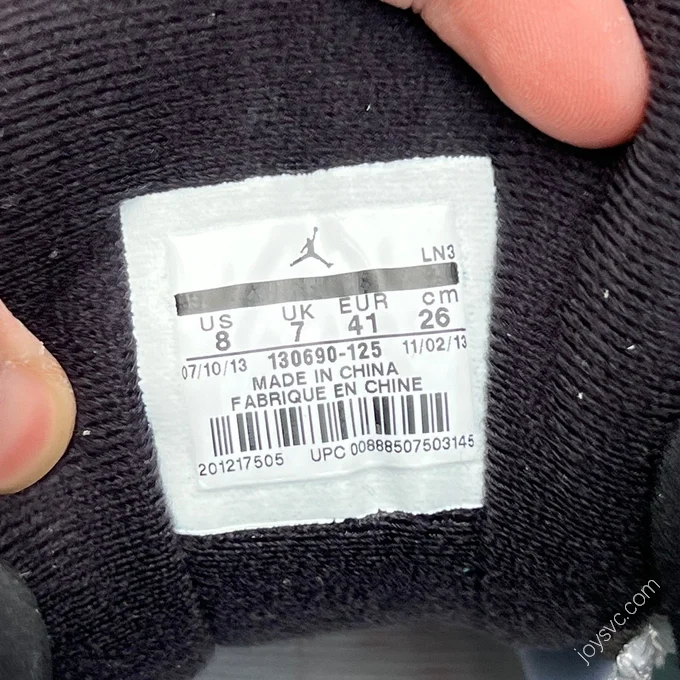 LN3
US UK EUR cm
8 7 41 26
07/10/13 130690-125 11/02/13
MADE IN CHINA
FABRIQUE EN CHINE
201217505 UPC 00888507503145
joysvc.com